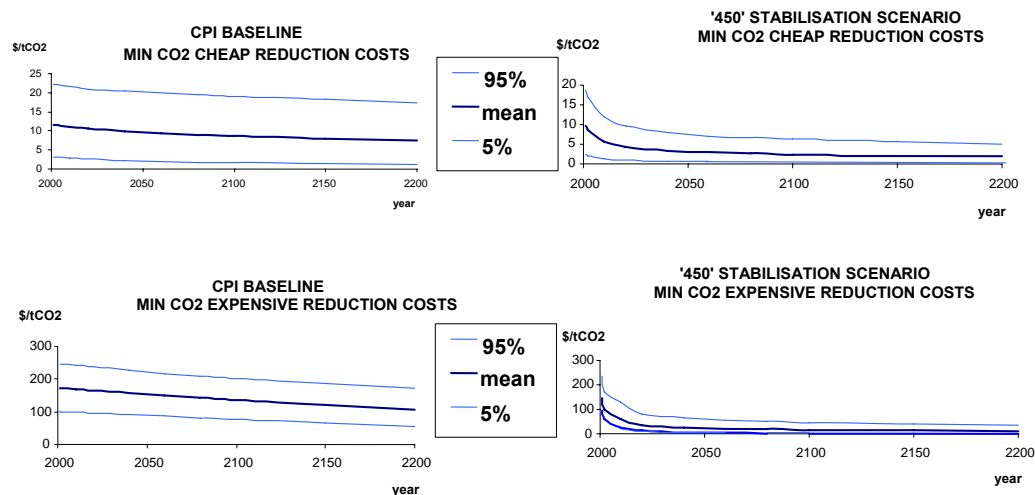 CPI BASELINE
MIN CO2 CHEAP REDUCTION COSTS
$/tCO2
25
20
15
10
5
0
2000
2050
2100
2150
2200
year
95%
mean
5%
'450' STABILISATION SCENARIO
MIN CO2 CHEAP REDUCTION COSTS
$/tCO2
20
15
10
5
0
2000
2050
2100
2150
2200
year
CPI BASELINE
MIN CO2 EXPENSIVE REDUCTION COSTS
$/tCO2
300
200
100
0
2000
2050
2100
2150
2200
year
95%
mean
5%
'450' STABILISATION SCENARIO
MIN CO2 EXPENSIVE REDUCTION COSTS
$/tCO2
300
200
100
0
2000
2050
2100
2150
2200
year